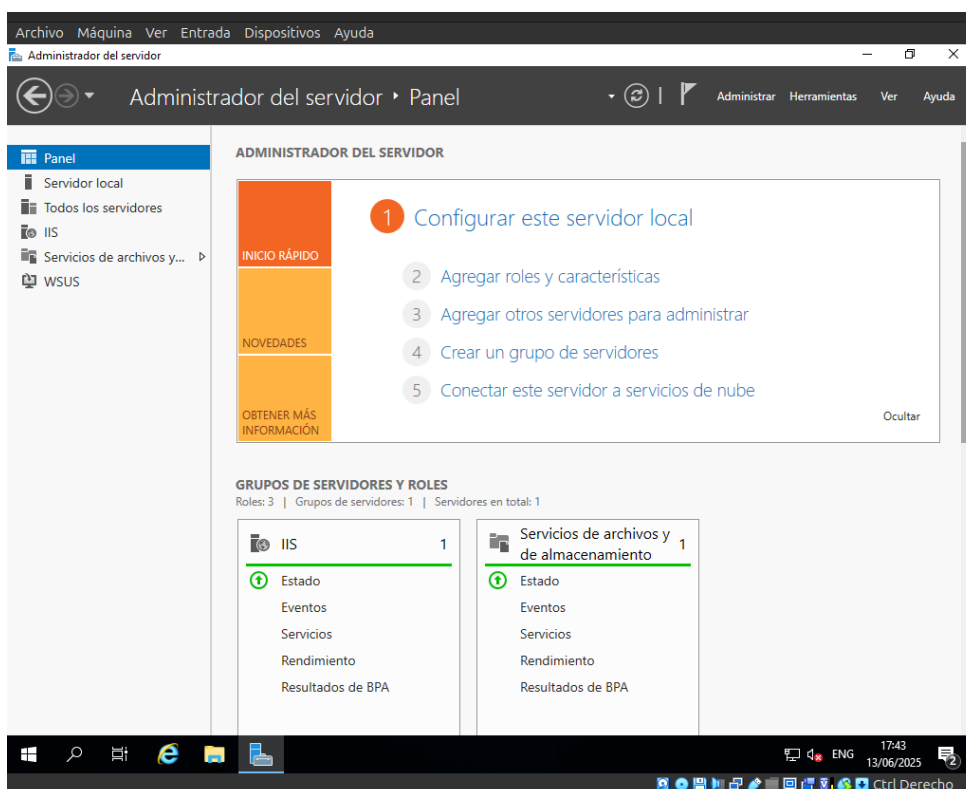 Archivo Máquina Ver Entrada Dispositivos Ayuda
Administrador del servidor
Administrador del servidor ‣ Panel
Administrar Herramientas Ver Ayuda
Panel
Servidor local
Todos los servidores
IIS
Servicios de archivos y...
WSUS
ADMINISTRADOR DEL SERVIDOR
INICIO RÁPIDO
NOVEDADES
OBTENER MÁS
INFORMACIÓN
1 Configurar este servidor local
2 Agregar roles y características
3 Agregar otros servidores para administrar
4 Crear un grupo de servidores
5 Conectar este servidor a servicios de nube
Ocultar
GRUPOS DE SERVIDORES Y ROLES
Roles: 3 | Grupos de servidores: 1 | Servidores en total: 1
IIS 1
Estado
Eventos
Servicios
Rendimiento
Resultados de BPA
Servicios de archivos y
de almacenamiento 1
Estado
Eventos
Servicios
Rendimiento
Resultados de BPA
ENG
17:43
13/06/2025
2
Ctrl Derecho